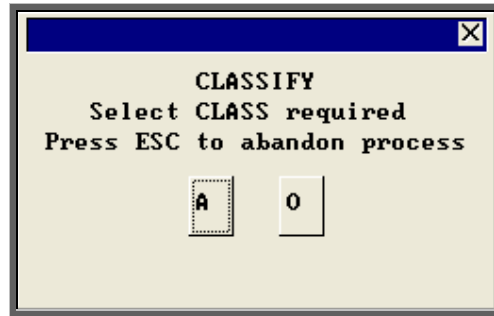 CLASSIFY
Select CLASS required
Press ESC to abandon process
A O